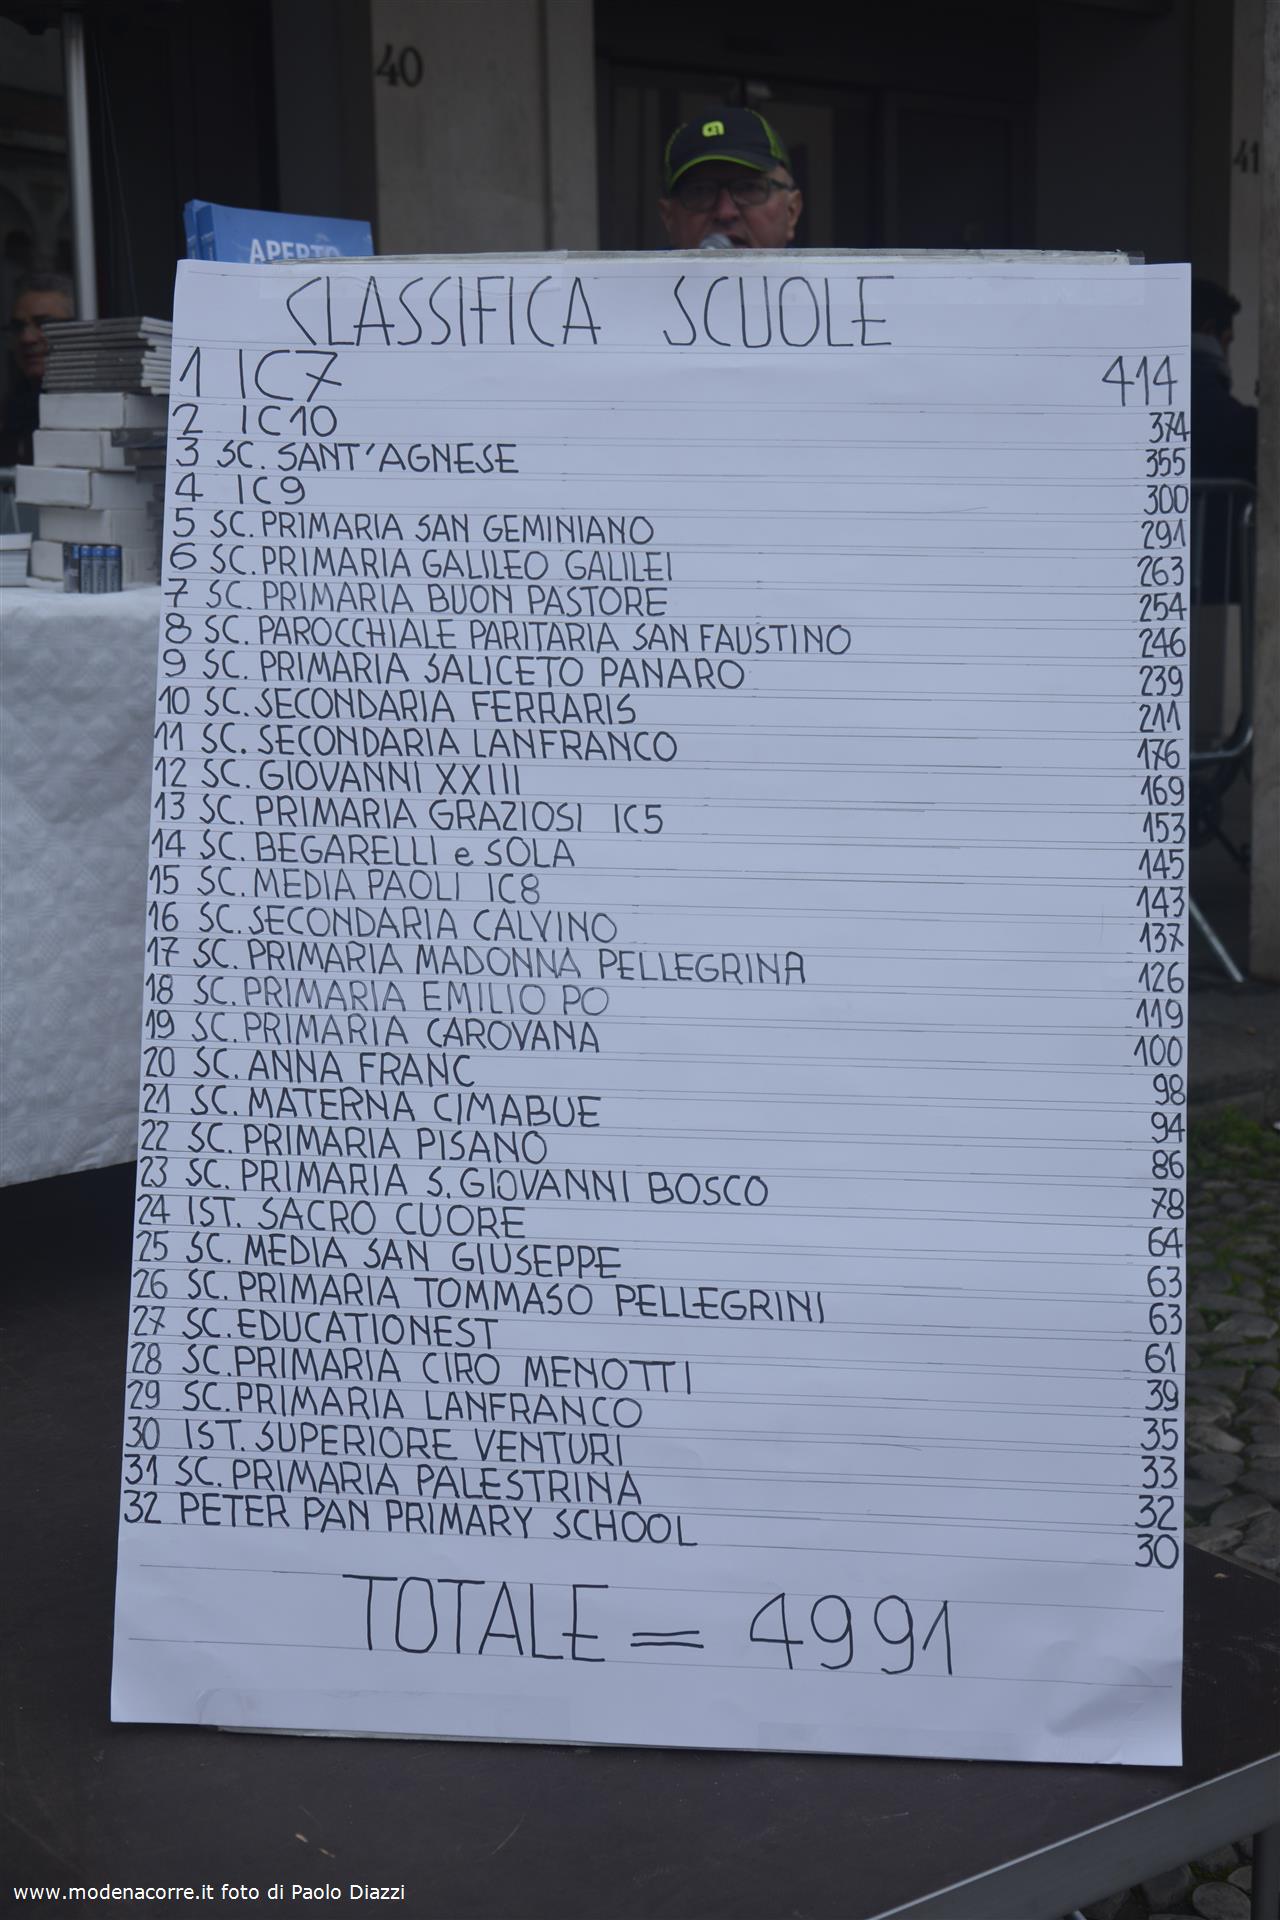 40
41
APERTO
CLASSIFICA SCUOLE
1 IC7 414
2 IC10 374
3 SC. SANT'AGNESE 355
4 IC9 300
5 SC. PRIMARIA SAN GEMINIANO 291
6 SC. PRIMARIA GALILEO GALILEI 263
7 SC. PRIMARIA BUON PASTORE 254
8 SC. PAROCCHIALE PARITARIA SAN FAUSTINO 246
9 SC. PRIMARIA SALICETO PANARO 239
10 SC. SECONDARIA FERRARIS 211
11 SC. SECONDARIA LANFRANCO 176
12 SC. GIOVANNI XXIII 169
13 SC. PRIMARIA GRAZIOSI IC5 153
14 SC. BEGARELLI e SOLA 145
15 SC. MEDIA PAOLI IC8 143
16 SC. SECONDARIA CALVINO 137
17 SC. PRIMARIA MADONNA PELLEGRINA 126
18 SC. PRIMARIA EMILIO PO 119
19 SC. PRIMARIA CAROVANA 100
20 SC. ANNA FRANC 98
21 SC. MATERNA CIMABUE 94
22 SC. PRIMARIA PISANO 86
23 SC. PRIMARIA S. GIOVANNI BOSCO 78
24 IST. SACRO CUORE 64
25 SC. MEDIA SAN GIUSEPPE 63
26 SC. PRIMARIA TOMMASO PELLEGRINI 63
27 SC. EDUCATIONEST 61
28 SC. PRIMARIA CIRO MENOTTI 39
29 SC. PRIMARIA LANFRANCO 35
30 IST. SUPERIORE VENTURI 33
31 SC. PRIMARIA PALESTRINA 32
32 PETER PAN PRIMARY SCHOOL 30
TOTALE = 4991
www.modenacorre.it foto di Paolo Diazzi